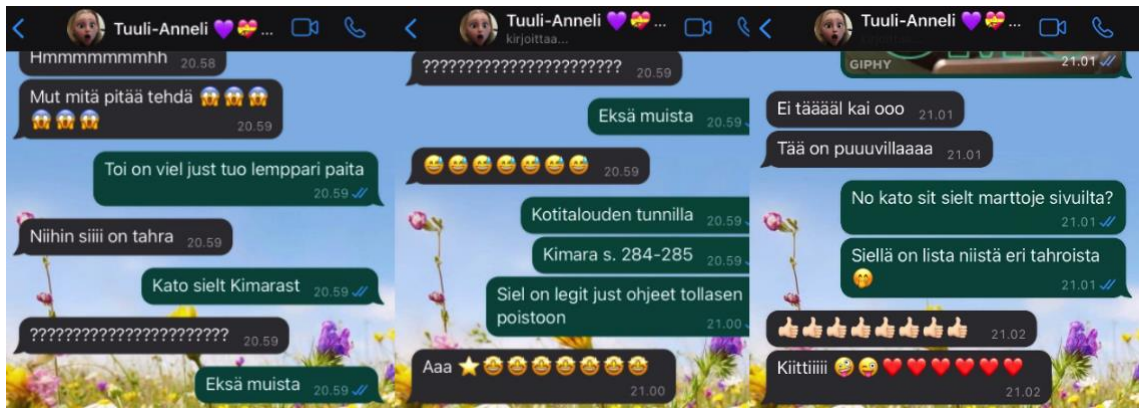 Tuuli-Anneli 💜💝...
Hmmmmmmmhh 20.58
Mut mitä pitää tehdä 😱😱😱
😱😱😱 20.59
Toi on viel just tuo lemppari paita
20.59
Niihin siiii on tahra 20.59
Kato sielt Kimarast 20.59
??????????????????????? 20.59
Eksä muista 20.59
Tuuli-Anneli 💜💝...
kirjoittaa...
??????????????????????? 20.59
Eksä muista 20.59
😅😅😅😅😅😅😅 20.59
Kotitalouden tunnilla 20.59
Kimara s. 284-285 20.59
Siel on legit just ohjeet tollasen
poistoon 21.00
Aaa ⭐🤩🤩🤩🤩🤩🤩🤩
21.00
Tuuli-Anneli 💜💝...
kirjoittaa...
GIPHY 21.01
Ei tääääl kai ooo 21.01
Tää on puuuvillaaaa 21.01
No kato sit sielt marttoje sivuilta?
21.01
Siellä on lista niistä eri tahroista
🤭 21.01
👍🏻👍🏻👍🏻👍🏻👍🏻👍🏻👍🏻👍🏻 21.02
Kiittiiiii 🤪😜❤️❤️❤️❤️❤️❤️
21.02